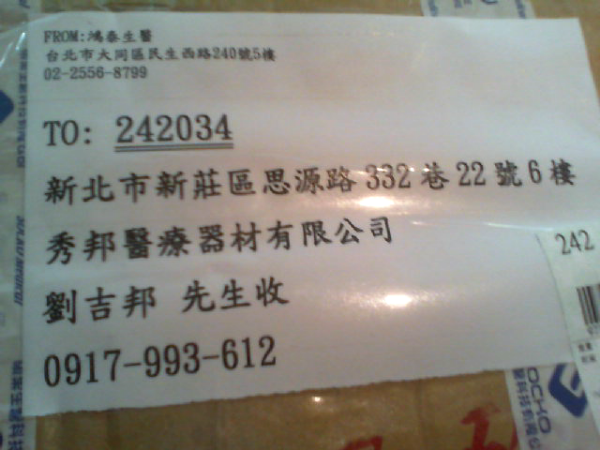 FROM:鴻泰生醫
台北市大同區民生西路240號5樓
02-2556-8799
TO: 242034
新北市新莊區思源路332巷22號6樓
秀邦醫療器材有限公司
劉吉邦 先生收
0917-993-612
242
OCKO